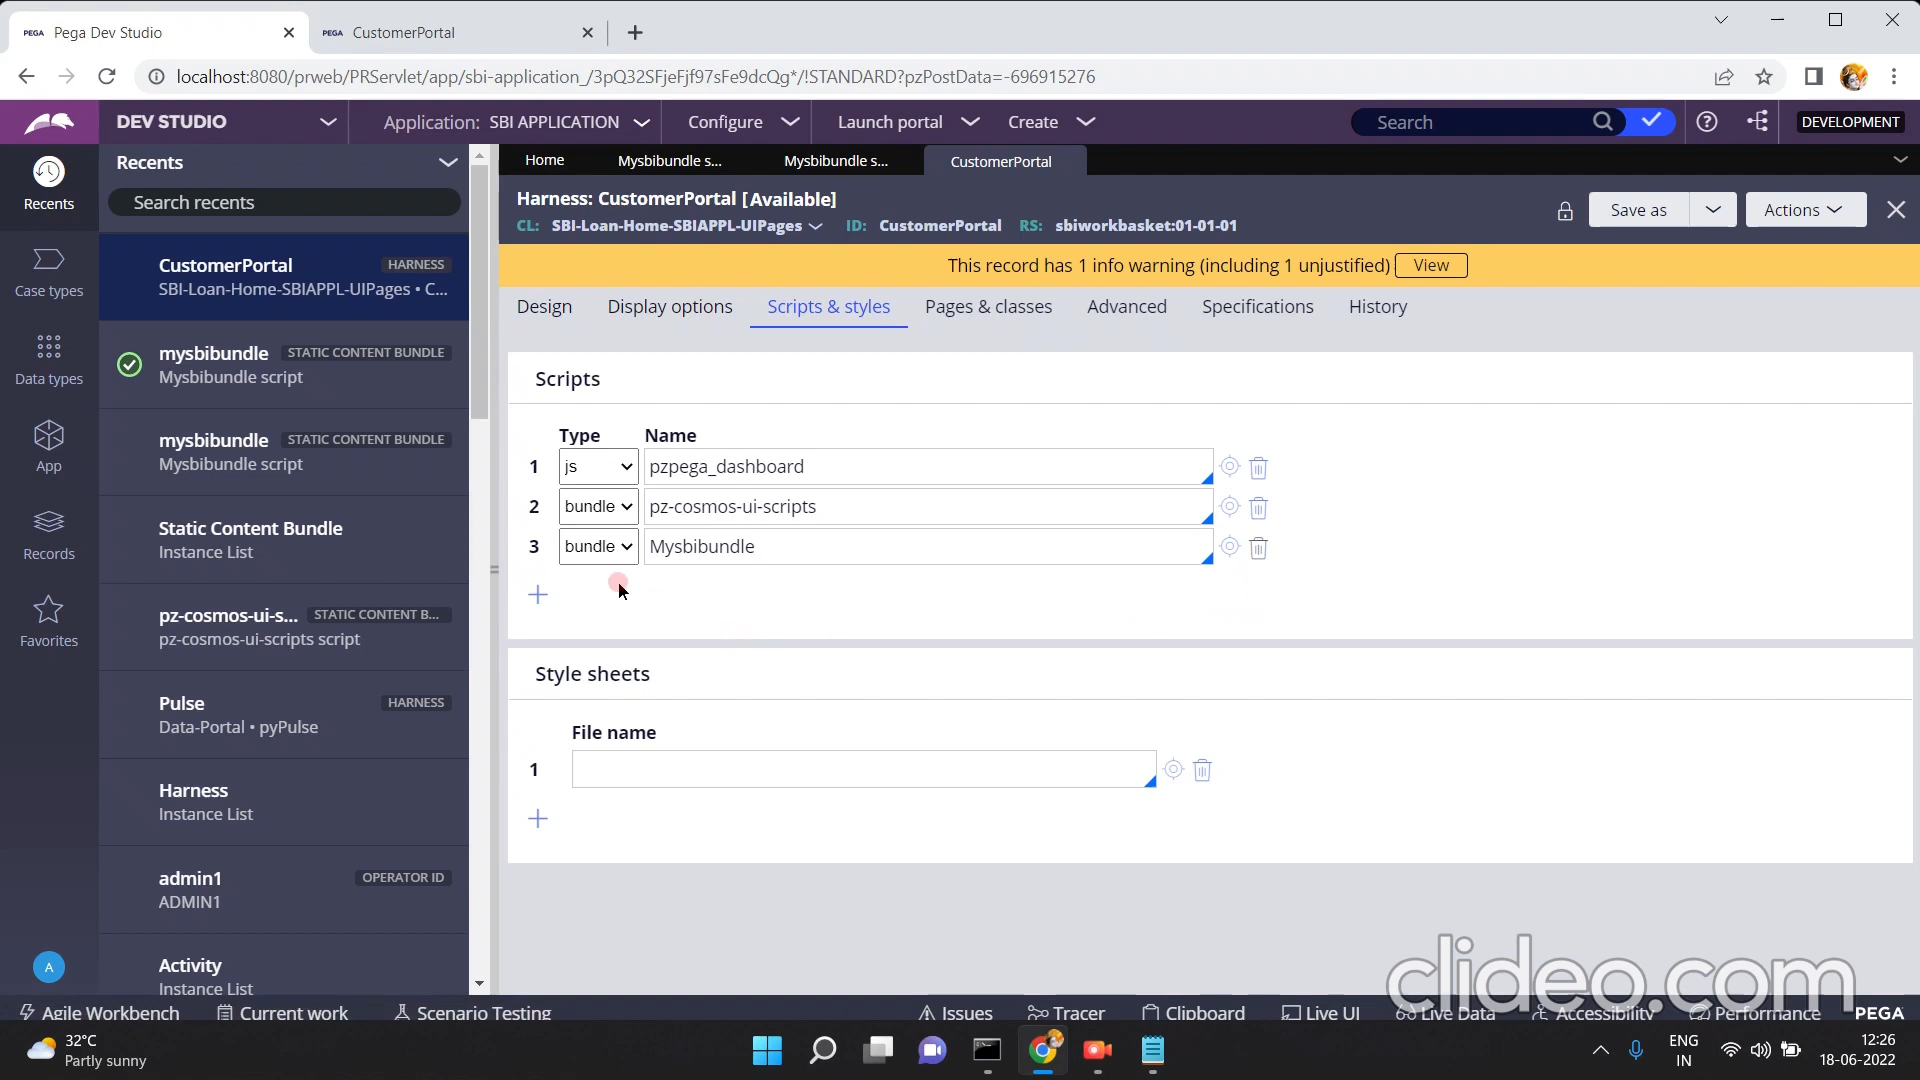 PEGA Pega Dev Studio
PEGA CustomerPortal
localhost:8080/prweb/PRServlet/app/sbi-application_/3pQ32SFjeFjf97sFe9dcQg*/!STANDARD?pzPostData=-696915276
DEV STUDIO
Application: SBI APPLICATION
Configure
Launch portal
Create
Search
DEVELOPMENT
Recents
Case types
Data types
App
Records
Favorites
A
Recents
Search recents
CustomerPortal HARNESS
SBI-Loan-Home-SBIAPPL-UIPages • C...
mysbibundle STATIC CONTENT BUNDLE
Mysbibundle script
mysbibundle STATIC CONTENT BUNDLE
Mysbibundle script
Static Content Bundle
Instance List
pz-cosmos-ui-s... STATIC CONTENT B...
pz-cosmos-ui-scripts script
Pulse HARNESS
Data-Portal • pyPulse
Harness
Instance List
admin1 OPERATOR ID
ADMIN1
Activity
Instance List
Home
Mysbibundle s...
Mysbibundle s...
CustomerPortal
Harness: CustomerPortal [Available]
CL: SBI-Loan-Home-SBIAPPL-UIPages ID: CustomerPortal RS: sbiworkbasket:01-01-01
Save as
Actions
This record has 1 info warning (including 1 unjustified) View
Design
Display options
Scripts & styles
Pages & classes
Advanced
Specifications
History
Scripts
Type Name
1 js pzpega_dashboard
2 bundle pz-cosmos-ui-scripts
3 bundle Mysbibundle
Style sheets
File name
1
clideo.com
Agile Workbench
Current work
Scenario Testing
Issues
Tracer
Clipboard
Live UI
Live Data
Accessibility
Performance
PEGA
32°C
Partly sunny
ENG
IN
12:26
18-06-2022